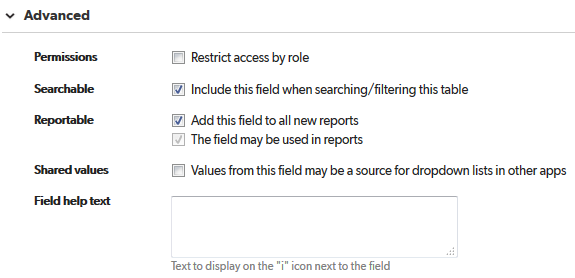 Advanced
Permissions Restrict access by role
Searchable Include this field when searching/filtering this table
Reportable Add this field to all new reports
The field may be used in reports
Shared values Values from this field may be a source for dropdown lists in other apps
Field help text
Text to display on the "i" icon next to the field